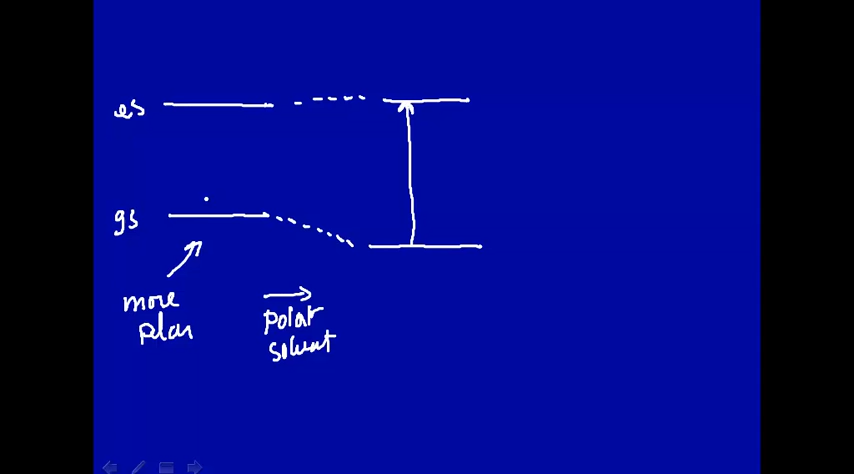 es
gs
more
polar
polar
solvent